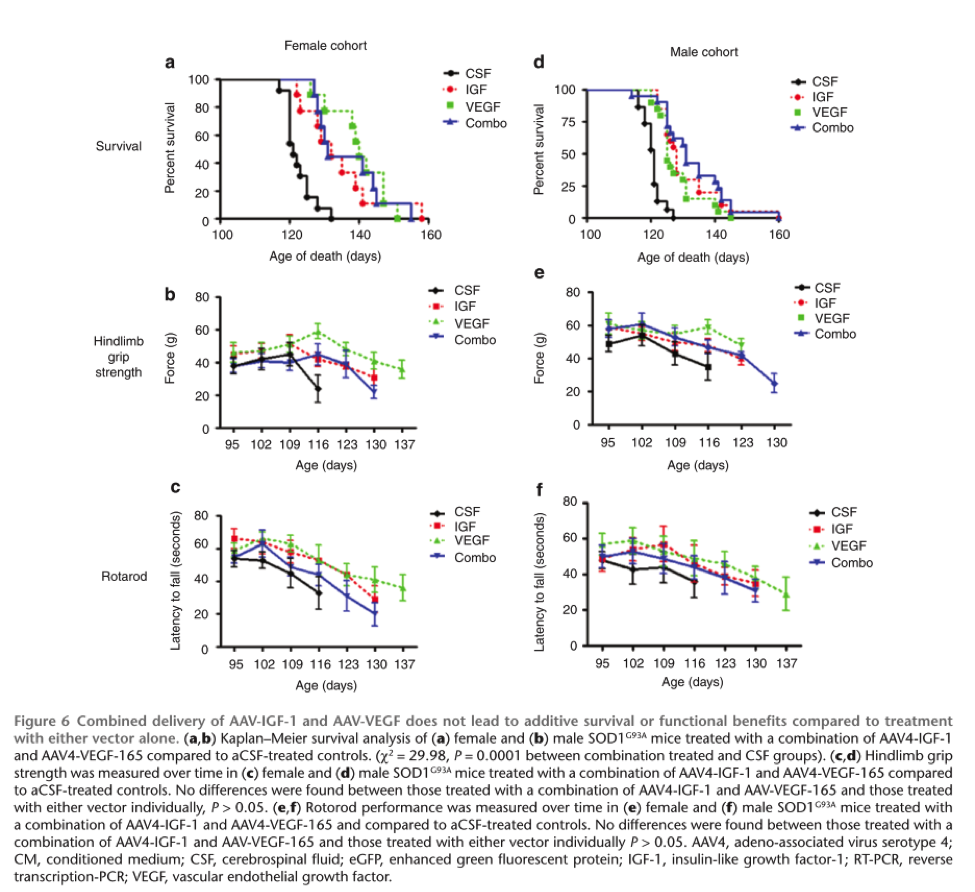 Female cohort
Male cohort
a
CSF
IGF
VEGF
Combo
Survival
Percent survival
100
80
60
40
20
0
100 120 140 160
Age of death (days)
d
CSF
IGF
VEGF
Combo
Percent survival
100
75
50
25
0
100 120 140 160
Age of death (days)
b
CSF
IGF
VEGF
Combo
Hindlimb
grip
strength
Force (g)
80
60
40
20
0
95 102 109 116 123 130 137
Age (days)
e
CSF
IGF
VEGF
Combo
Force (g)
80
60
40
20
0
95 102 109 116 123 130
Age (days)
c
CSF
IGF
VEGF
Combo
Rotarod
Latency to fall (seconds)
80
60
40
20
0
95 102 109 116 123 130 137
Age (days)
f
CSF
IGF
VEGF
Combo
Latency to fall (seconds)
80
60
40
20
0
95 102 109 116 123 130 137
Age (days)
Figure 6 Combined delivery of AAV-IGF-1 and AAV-VEGF does not lead to additive survival or functional benefits compared to treatment
with either vector alone. (a,b) Kaplan–Meier survival analysis of (a) female and (b) male SOD1G93A mice treated with a combination of AAV4-IGF-1
and AAV4-VEGF-165 compared to aCSF-treated controls. (χ2 = 29.98, P = 0.0001 between combination treated and CSF groups). (c,d) Hindlimb grip
strength was measured over time in (c) female and (d) male SOD1G93A mice treated with a combination of AAV4-IGF-1 and AAV4-VEGF-165 compared
to aCSF-treated controls. No differences were found between those treated with a combination of AAV4-IGF-1 and AAV-VEGF-165 and those treated
with either vector individually, P > 0.05. (e,f) Rotorod performance was measured over time in (e) female and (f) male SOD1G93A mice treated with
a combination of AAV4-IGF-1 and AAV4-VEGF-165 and compared to aCSF-treated controls. No differences were found between those treated with a
combination of AAV4-IGF-1 and AAV-VEGF-165 and those treated with either vector individually P > 0.05. AAV4, adeno-associated virus serotype 4;
CM, conditioned medium; CSF, cerebrospinal fluid; eGFP, enhanced green fluorescent protein; IGF-1, insulin-like growth factor-1; RT-PCR, reverse
transcription-PCR; VEGF, vascular endothelial growth factor.